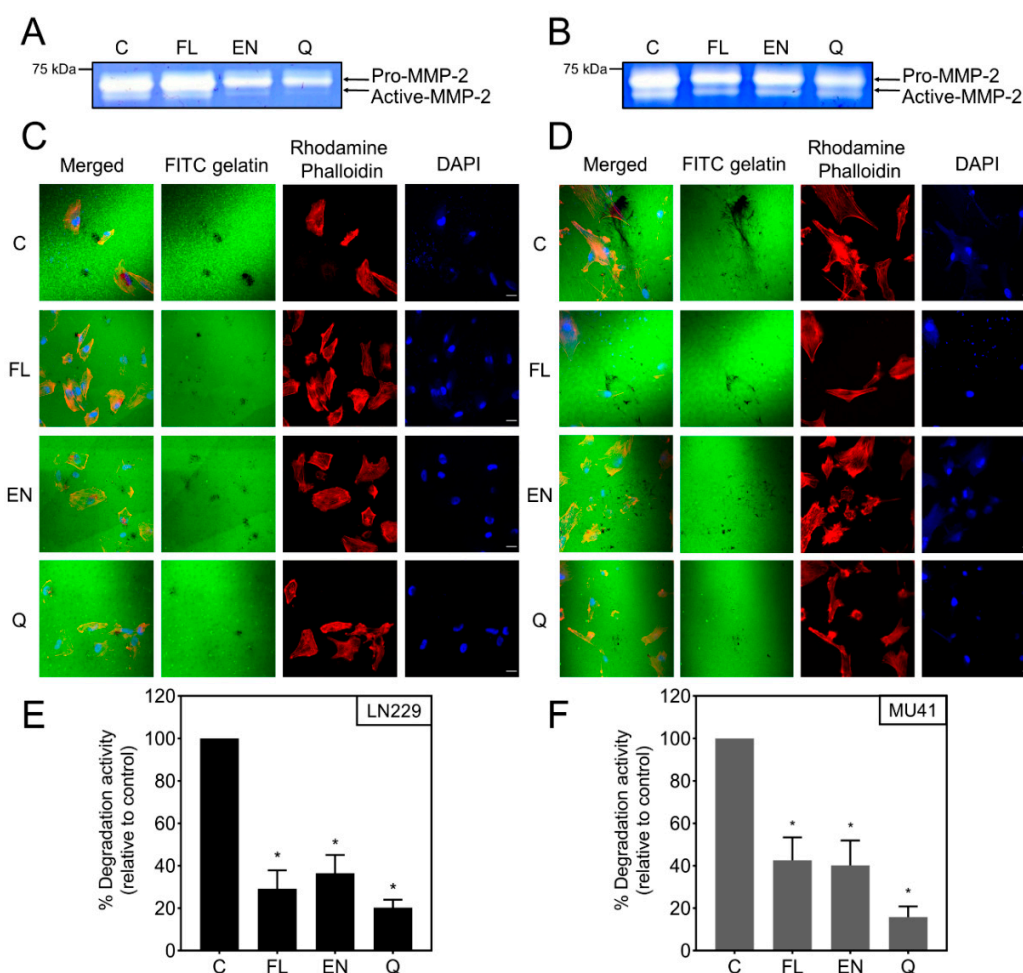 A
C FL EN Q
75 kDa
Pro-MMP-2
Active-MMP-2
B
C FL EN Q
75 kDa
Pro-MMP-2
Active-MMP-2
C
Merged FITC gelatin Rhodamine Phalloidin DAPI
C
FL
EN
Q
D
Merged FITC gelatin Rhodamine Phalloidin DAPI
C
FL
EN
Q
E
LN229
% Degradation activity
(relative to control)
120
100
80
60
40
20
0
* * *
C FL EN Q
F
MU41
% Degradation activity
(relative to control)
120
100
80
60
40
20
0
* * *
C FL EN Q